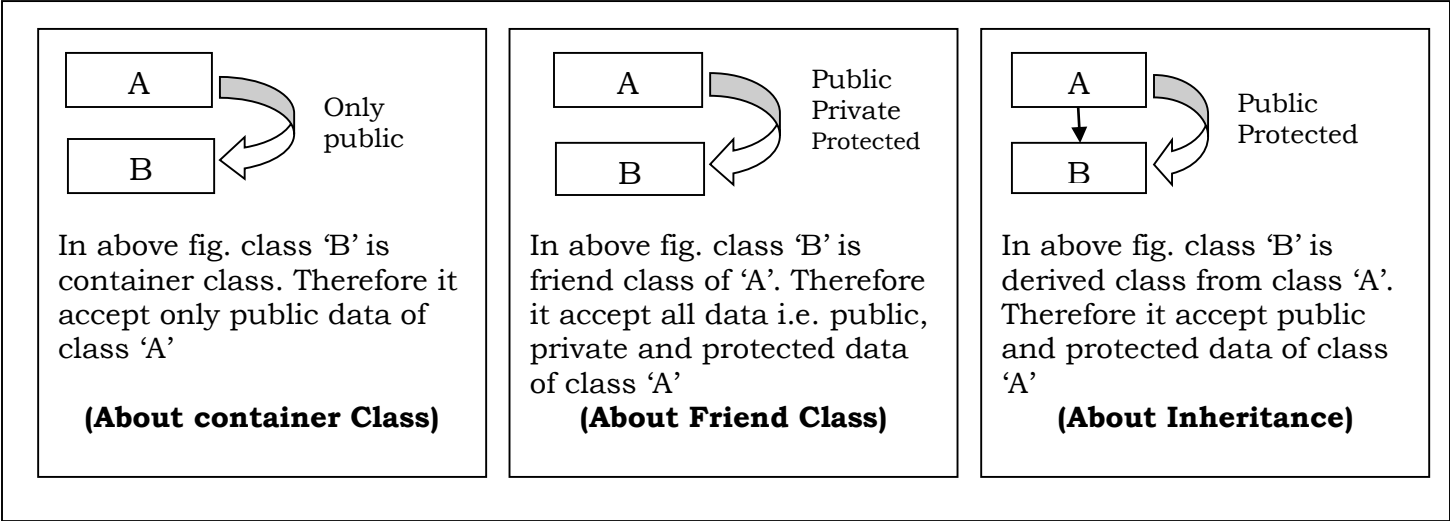 A
Only
public
B
In above fig. class ‘B’ is
container class. Therefore it
accept only public data of
class ‘A’
(About container Class)
A
Public
Private
Protected
B
In above fig. class ‘B’ is
friend class of ‘A’. Therefore
it accept all data i.e. public,
private and protected data
of class ‘A’
(About Friend Class)
A
Public
Protected
B
In above fig. class ‘B’ is
derived class from class ‘A’.
Therefore it accept public
and protected data of class
‘A’
(About Inheritance)